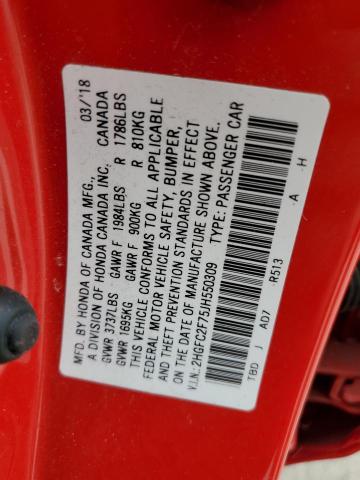 MFD. BY HONDA OF CANADA MFG., 03/'18
A DIVISION OF HONDA CANADA INC. CANADA
GVWR 3737LBS GAWR F 1984LBS R 1786LBS
GVWR 1695KG GAWR F 900KG R 810KG
THIS VEHICLE CONFORMS TO ALL APPLICABLE
FEDERAL MOTOR VEHICLE SAFETY, BUMPER,
AND THEFT PREVENTION STANDARDS IN EFFECT
ON THE DATE OF MANUFACTURE SHOWN ABOVE.
V.I.N.:2HGFC2F75JH550309 TYPE: PASSENGER CAR
TBD J AD7 -R513 -A -H